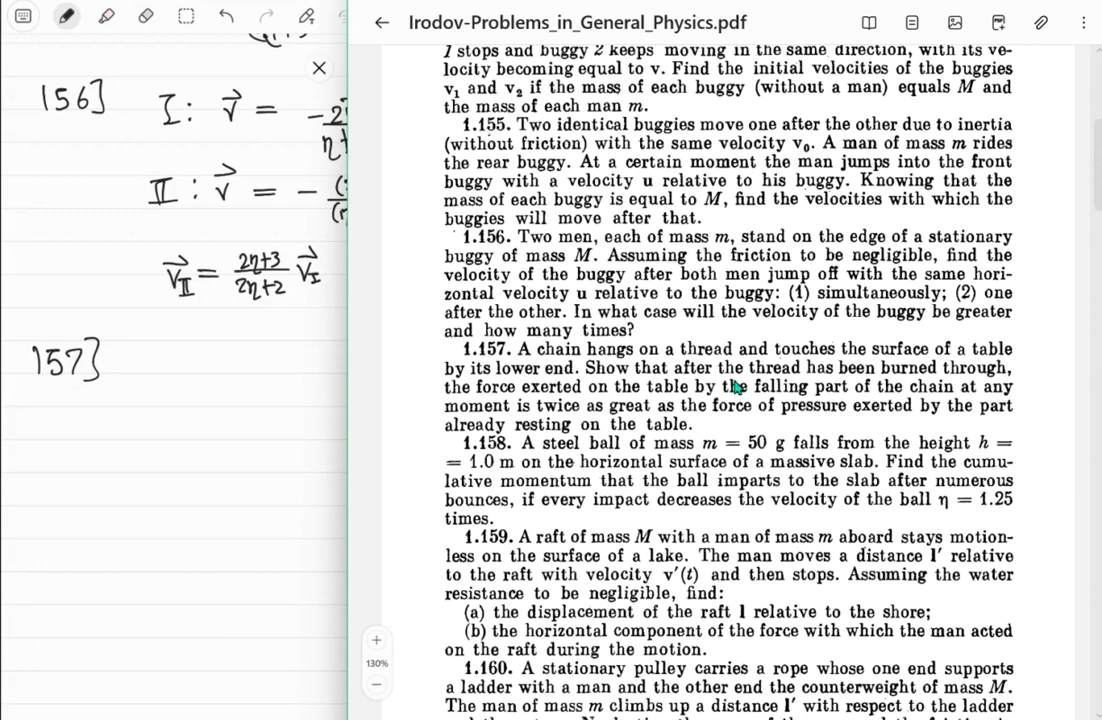 Irodov-Problems_in_General_Physics.pdf
1 stops and buggy 2 keeps moving in the same direction, with its ve-
locity becoming equal to v. Find the initial velocities of the buggies
v₁ and v₂ if the mass of each buggy (without a man) equals M and
the mass of each man m.
1.155. Two identical buggies move one after the other due to inertia
(without friction) with the same velocity v₀. A man of mass m rides
the rear buggy. At a certain moment the man jumps into the front
buggy with a velocity u relative to his buggy. Knowing that the
mass of each buggy is equal to M, find the velocities with which the
buggies will move after that.
1.156. Two men, each of mass m, stand on the edge of a stationary
buggy of mass M. Assuming the friction to be negligible, find the
velocity of the buggy after both men jump off with the same hori-
zontal velocity u relative to the buggy: (1) simultaneously; (2) one
after the other. In what case will the velocity of the buggy be greater
and how many times?
1.157. A chain hangs on a thread and touches the surface of a table
by its lower end. Show that after the thread has been burned through,
the force exerted on the table by the falling part of the chain at any
moment is twice as great as the force of pressure exerted by the part
already resting on the table.
1.158. A steel ball of mass m = 50 g falls from the height h =
= 1.0 m on the horizontal surface of a massive slab. Find the cumu-
lative momentum that the ball imparts to the slab after numerous
bounces, if every impact decreases the velocity of the ball η = 1.25
times.
1.159. A raft of mass M with a man of mass m aboard stays motion-
less on the surface of a lake. The man moves a distance l′ relative
to the raft with velocity v′(t) and then stops. Assuming the water
resistance to be negligible, find:
(a) the displacement of the raft l relative to the shore;
(b) the horizontal component of the force with which the man acted
on the raft during the motion.
1.160. A stationary pulley carries a rope whose one end supports
a ladder with a man and the other end the counterweight of mass M.
The man of mass m climbs up a distance l′ with respect to the ladder
130%
156]
I: v⃗ = -2
II: v⃗ = - (
v⃗_II = 2η+3/2η+2 v⃗_I
157]